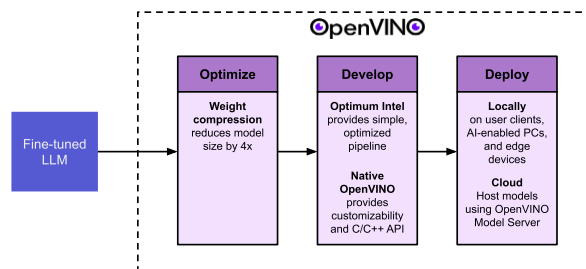 OpenVINO
Optimize
Develop
Deploy
Fine-tuned
LLM
Weight
compression
reduces model
size by 4x
Optimum Intel
provides simple,
optimized
pipeline
Native
OpenVINO
provides
customizability
and C/C++ API
Locally
on user clients,
AI-enabled PCs,
and edge
devices
Cloud
Host models
using OpenVINO
Model Server